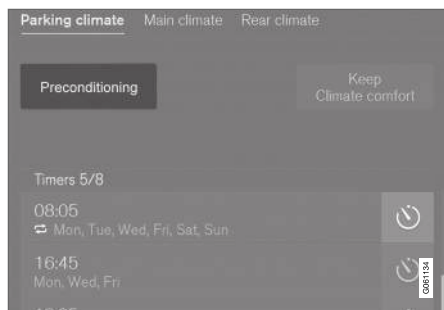 Parking climate Main climate Rear climate
Preconditioning
Keep
Climate comfort
Timers 5/8
08:05
Mon, Tue, Wed, Fri, Sat, Sun
16:45
Mon, Wed, Fri
G061134